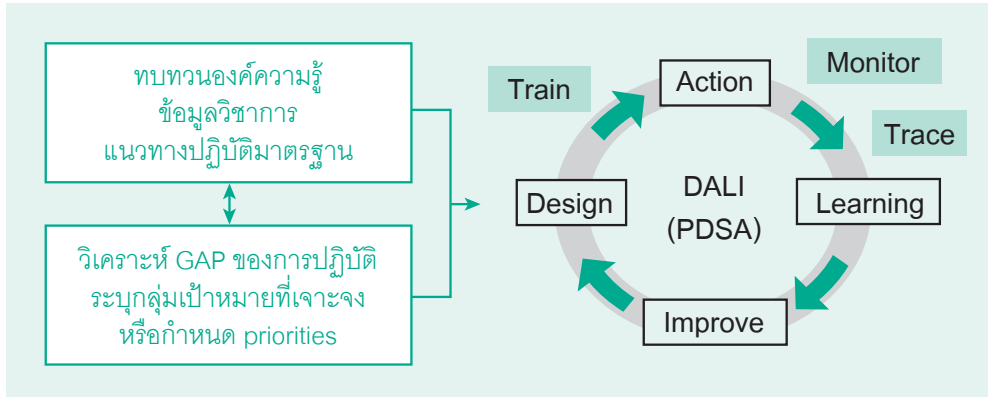 ทบทวนองค์ความรู้
ข้อมูลวิชาการ
แนวทางปฏิบัติมาตรฐาน
วิเคราะห์ GAP ของการปฏิบัติ
ระบุกลุ่มเป้าหมายที่เจาะจง
หรือกำหนด priorities
Train
Action
Monitor
Trace
Design
DALI
(PDSA)
Learning
Improve